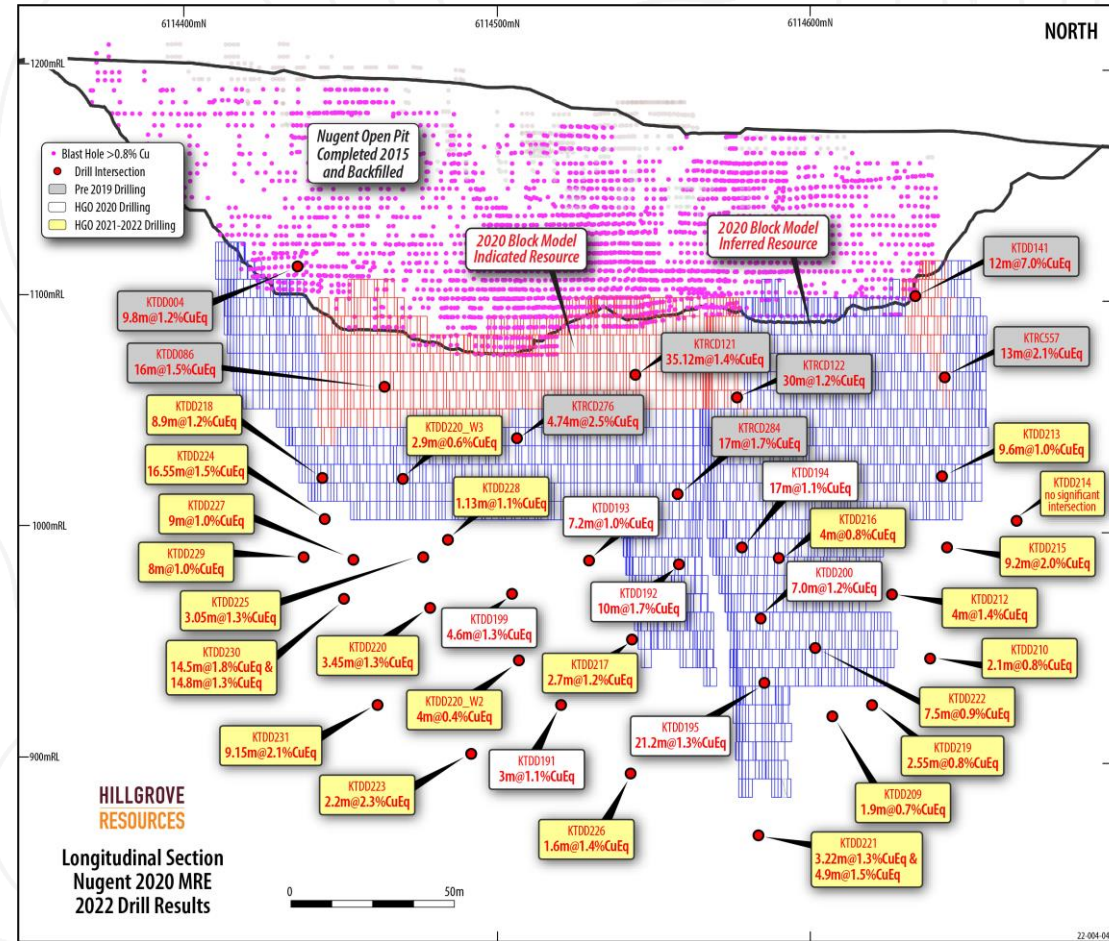 6114400mN
6114500mN
6114600mN
NORTH
1200mRL
Nugent Open Pit
Completed 2015
and Backfilled
Blast Hole >0.8% Cu
Drill Intersection
Pre 2019 Drilling
HGO 2020 Drilling
HGO 2021-2022 Drilling
2020 Block Model
Indicated Resource
2020 Block Model
Inferred Resource
KTDD141
12m@7.0%CuEq
1100mRL
KTDD004
9.8m@1.2%CuEq
KTDD086
16m@1.5%CuEq
KTRCD121
35.12m@1.4%CuEq
KTRCD122
30m@1.2%CuEq
KTRC557
13m@2.1%CuEq
KTDD218
8.9m@1.2%CuEq
KTDD220_W3
2.9m@0.6%CuEq
KTRCD276
4.74m@2.5%CuEq
KTRCD284
17m@1.7%CuEq
KTDD213
9.6m@1.0%CuEq
KTDD224
16.55m@1.5%CuEq
KTDD228
1.13m@1.1%CuEq
KTDD194
17m@1.1%CuEq
KTDD214
no significant
intersection
KTDD227
9m@1.0%CuEq
KTDD193
7.2m@1.0%CuEq
KTDD216
4m@0.8%CuEq
1000mRL
KTDD229
8m@1.0%CuEq
KTDD215
9.2m@2.0%CuEq
KTDD200
7.0m@1.2%CuEq
KTDD192
10m@1.7%CuEq
KTDD225
3.05m@1.3%CuEq
KTDD199
4.6m@1.3%CuEq
KTDD212
4m@1.4%CuEq
KTDD230
14.5m@1.8%CuEq &
14.8m@1.3%CuEq
KTDD220
3.45m@1.3%CuEq
KTDD217
2.7m@1.2%CuEq
KTDD210
2.1m@0.8%CuEq
KTDD220_W2
4m@0.4%CuEq
KTDD222
7.5m@0.9%CuEq
KTDD231
9.15m@2.1%CuEq
KTDD195
21.2m@1.3%CuEq
KTDD219
2.55m@0.8%CuEq
900mRL
KTDD191
3m@1.1%CuEq
KTDD223
2.2m@2.3%CuEq
KTDD209
1.9m@0.7%CuEq
KTDD226
1.6m@1.4%CuEq
KTDD221
3.22m@1.3%CuEq &
4.9m@1.5%CuEq
HILLGROVE
RESOURCES
Longitudinal Section
Nugent 2020 MRE
2022 Drill Results
0
50m
22-004-04